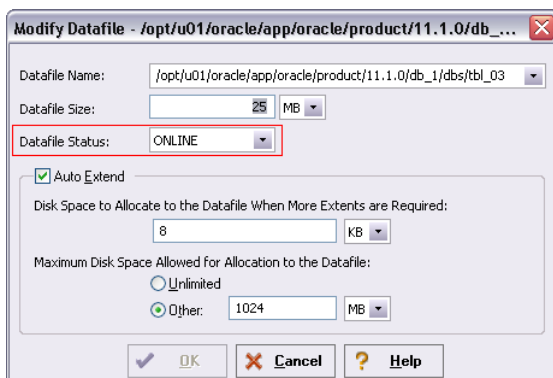 Modify Datafile - /opt/u01/oracle/app/oracle/product/11.1.0/db_...
Datafile Name: /opt/u01/oracle/app/oracle/product/11.1.0/db_1/dbs/tbl_03
Datafile Size: 25 MB
Datafile Status: ONLINE
Auto Extend
Disk Space to Allocate to the Datafile When More Extents are Required:
8 KB
Maximum Disk Space Allowed for Allocation to the Datafile:
Unlimited
Other: 1024 MB
OK Cancel Help